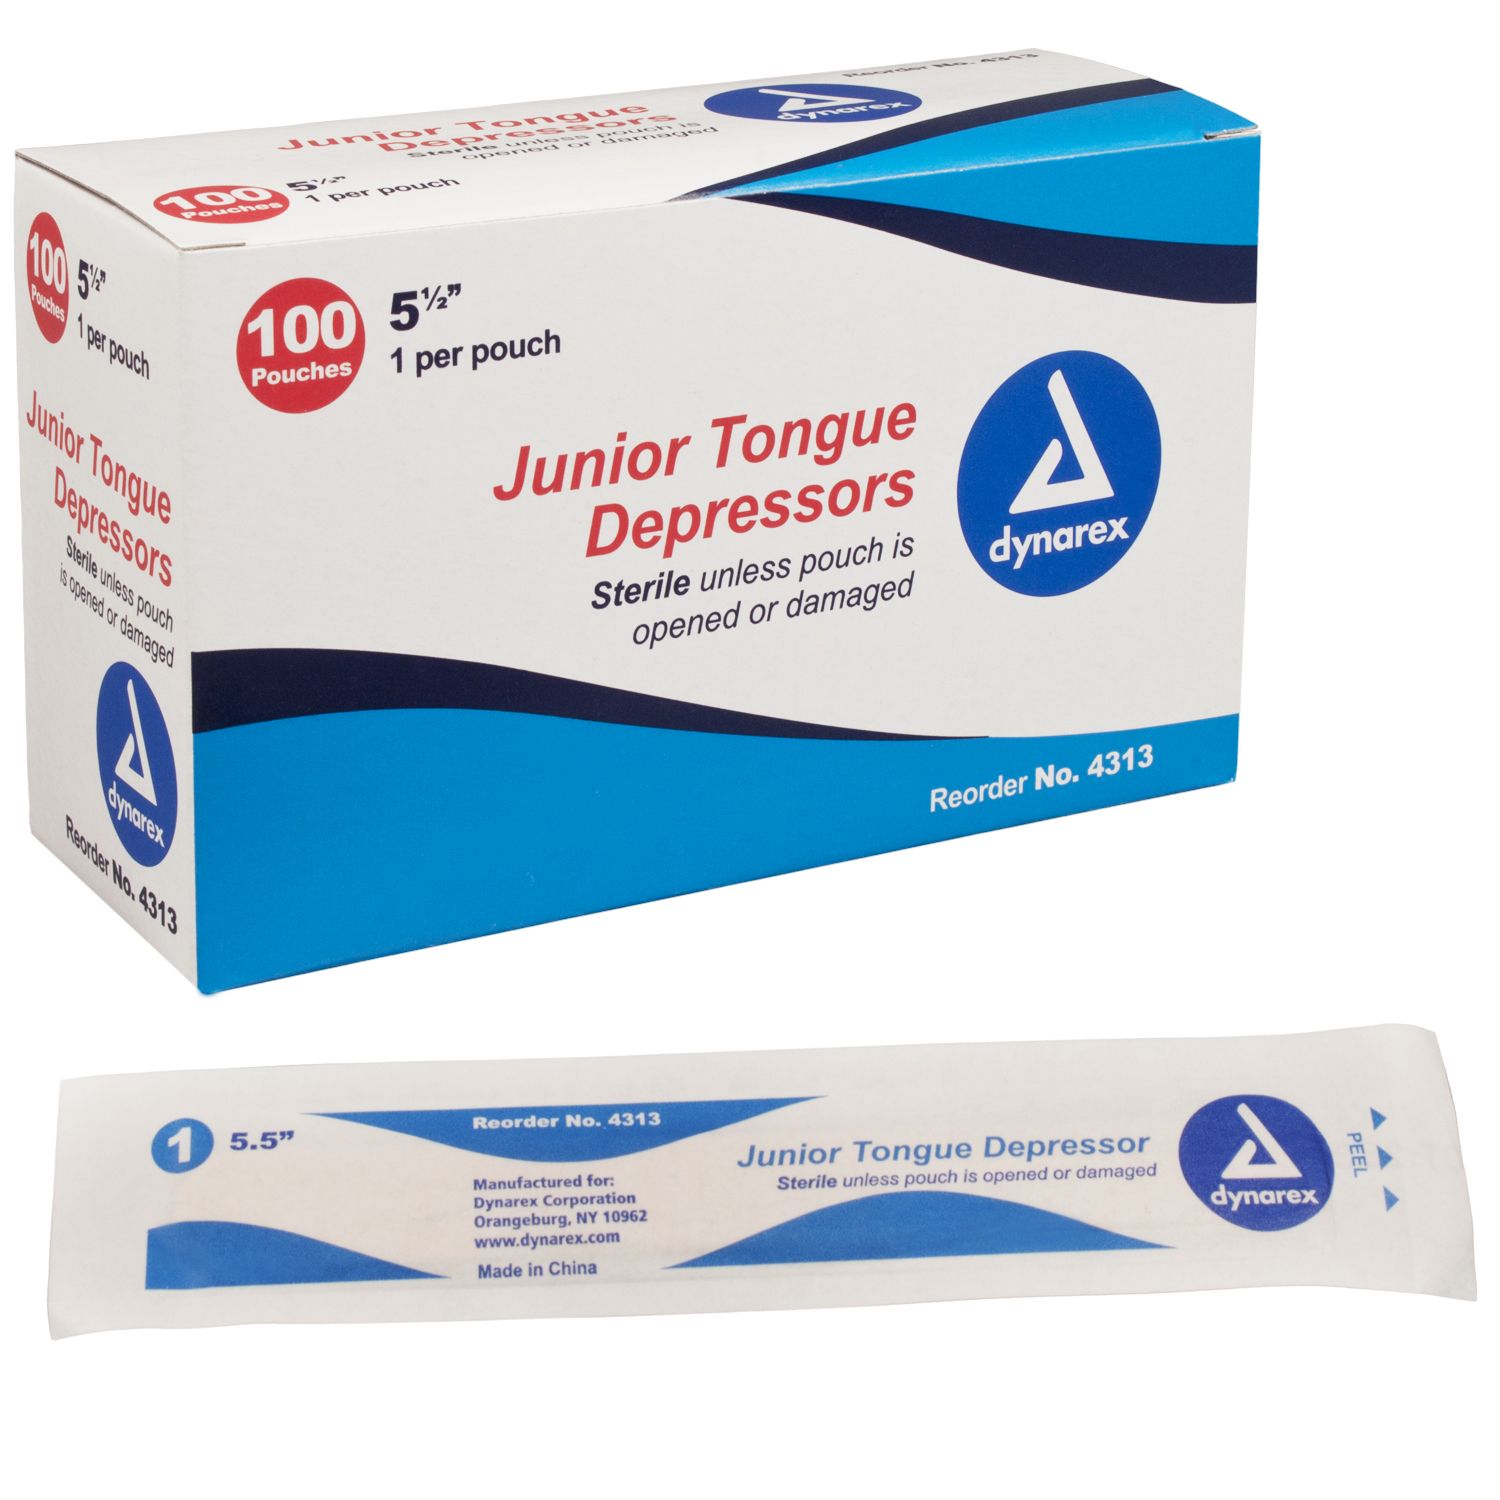 Reorder No. 4313
dynarex
Junior Tongue
Depressors
Sterile unless pouch is
opened or damaged
100
Pouches
5½”
1 per pouch
100
Pouches
5½”
1 per pouch
Junior Tongue
Depressors
Sterile unless pouch
is opened or damaged
dynarex
Reorder No. 4313
100
Pouches
5½”
1 per pouch
Junior Tongue
Depressors
Sterile unless pouch is
opened or damaged
dynarex
Reorder No. 4313
1
5.5”
Reorder No. 4313
Manufactured for:
Dynarex Corporation
Orangeburg, NY 10962
www.dynarex.com
Made in China
Junior Tongue Depressor
Sterile unless pouch is opened or damaged
dynarex
PEEL